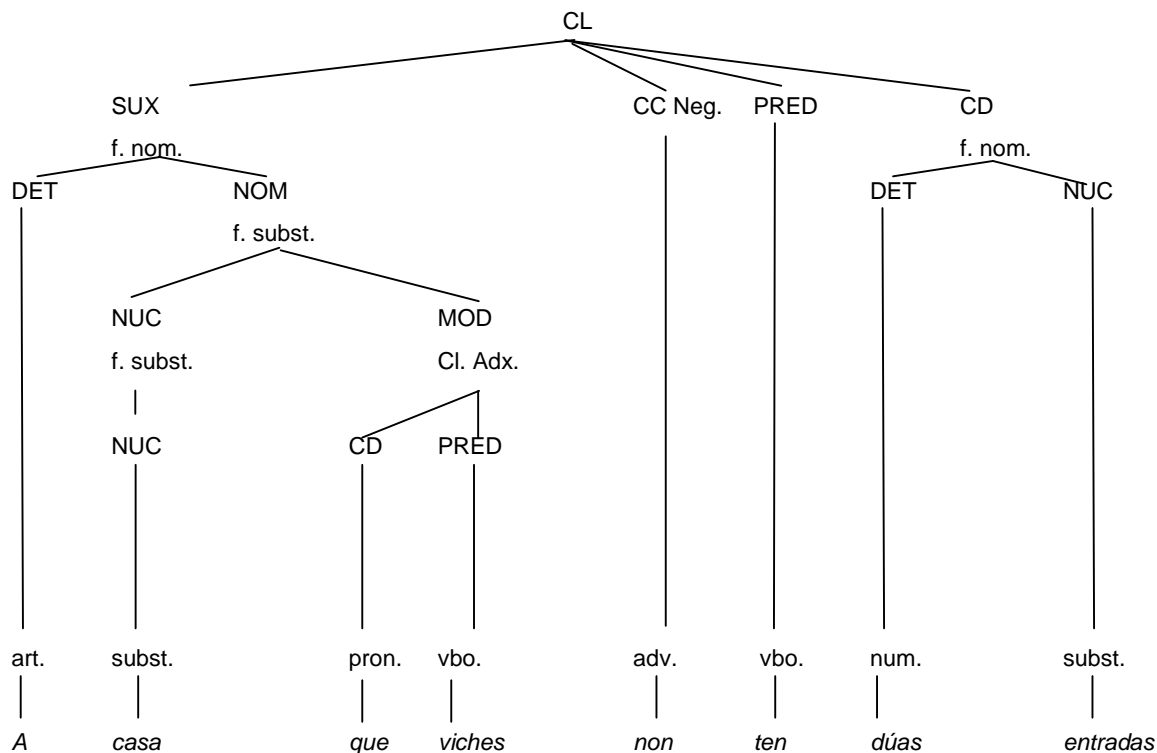 CL
SUX CC Neg. PRED CD
f. nom. f. nom.
DET NOM DET NUC
f. subst.
NUC MOD
f. subst. Cl. Adx.
NUC CD PRED
art. subst. pron. vbo. adv. vbo. num. subst.
A casa que viches non ten dúas entradas